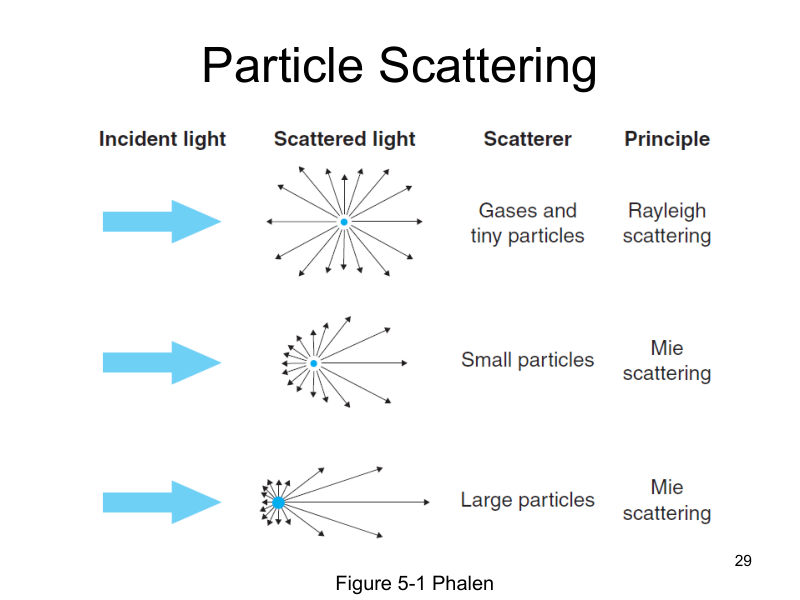 Particle Scattering
Incident light
Scattered light
Scatterer
Principle
Gases and
tiny particles
Rayleigh
scattering
Small particles
Mie
scattering
Large particles
Mie
scattering
29
Figure 5-1 Phalen